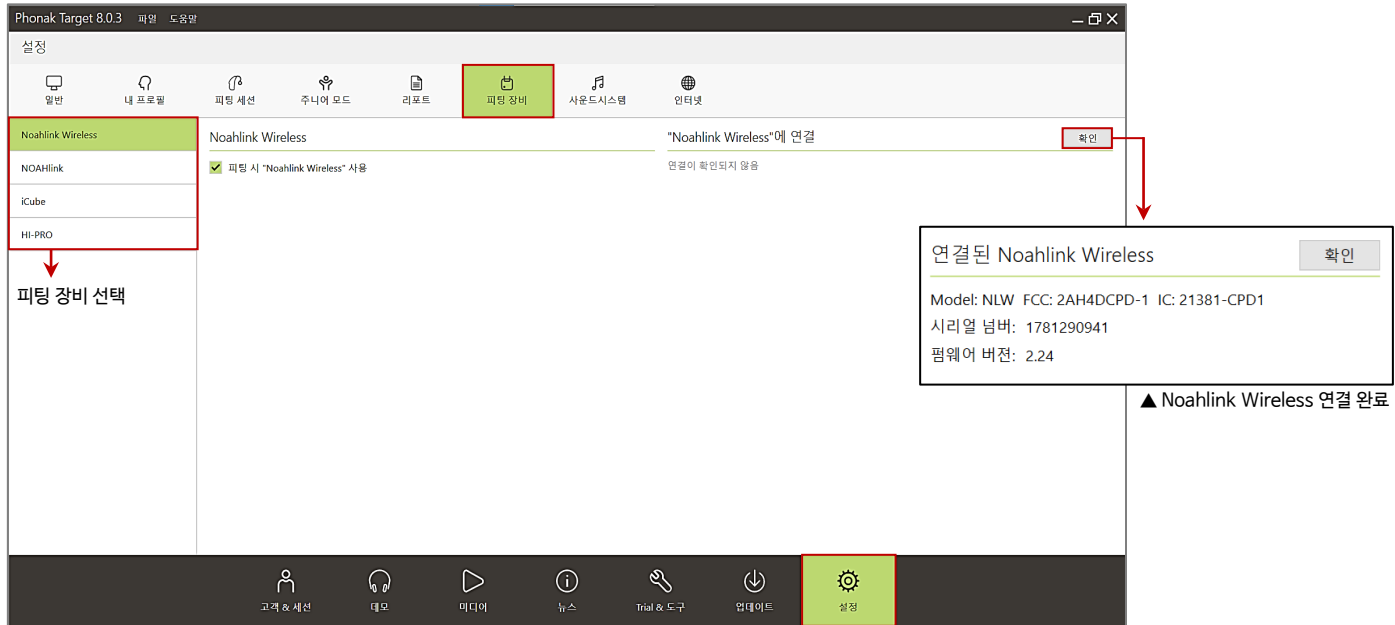 Phonak Target 8.0.3 파일 도움말
설정
일반 내 프로필 피팅 세션 주니어 모드 리포트 피팅 장비 사운드시스템 인터넷
Noahlink Wireless
NOAHlink
iCube
HI-PRO
피팅 장비 선택
Noahlink Wireless
피팅 시 "Noahlink Wireless" 사용
"Noahlink Wireless"에 연결 확인
연결이 확인되지 않음
연결된 Noahlink Wireless 확인
Model: NLW FCC: 2AH4DCPD-1 IC: 21381-CPD1
시리얼 넘버: 1781290941
펌웨어 버젼: 2.24
▲ Noahlink Wireless 연결 완료
고객 & 세션 데모 미디어 뉴스 Trial & 도구 업데이트 설정